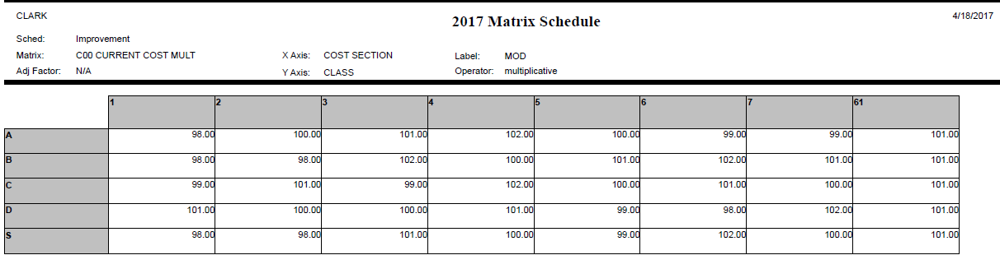 CLARK 2017 Matrix Schedule 4/18/2017
Sched: Improvement
Matrix: C00 CURRENT COST MULT X Axis: COST SECTION Label: MOD
Adj Factor: N/A Y Axis: CLASS Operator: multiplicative
1 2 3 4 5 6 7 61
A 98.00 100.00 101.00 102.00 100.00 99.00 99.00 101.00
B 98.00 98.00 102.00 100.00 101.00 102.00 101.00 101.00
C 99.00 101.00 99.00 102.00 100.00 101.00 100.00 101.00
D 101.00 100.00 100.00 101.00 99.00 98.00 102.00 101.00
S 98.00 98.00 101.00 100.00 99.00 102.00 100.00 101.00